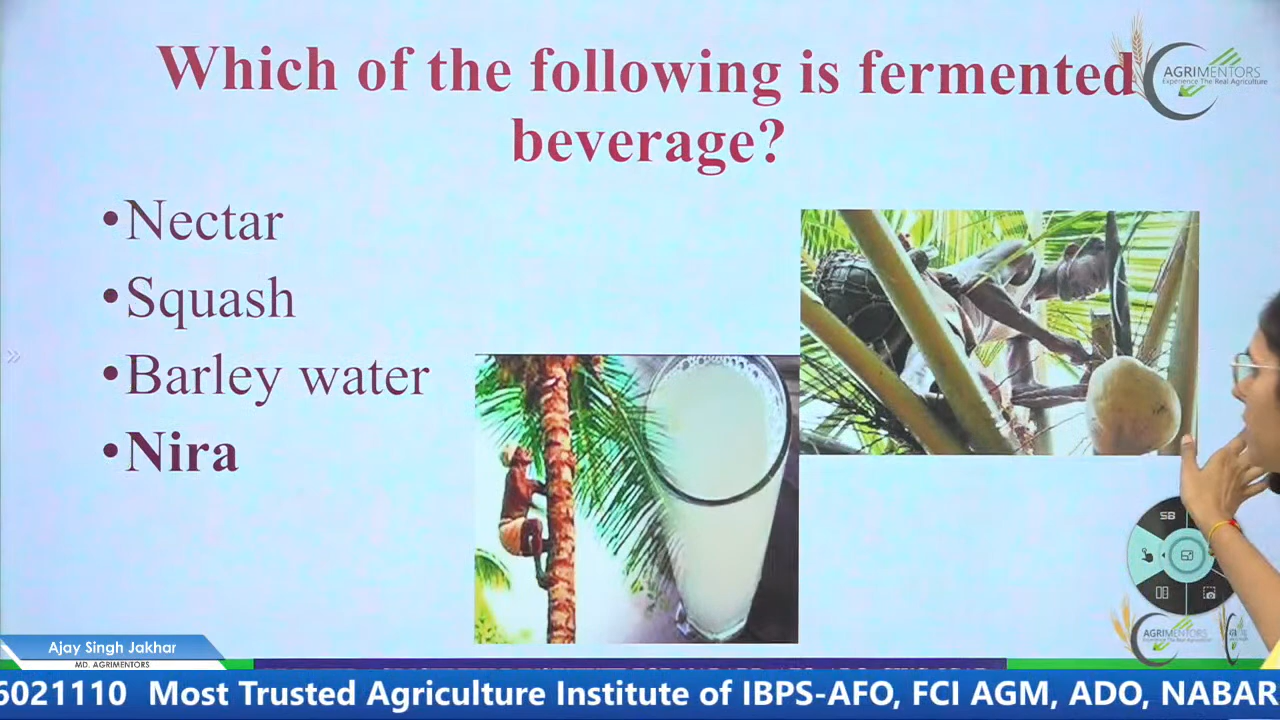 Which of the following is fermented
beverage?
AGRIMENTORS
Experience The Real Agriculture
•Nectar
•Squash
•Barley water
•Nira
SB
AGRIMENTORS
Ajay Singh Jakhar
MD. AGRIMENTORS
6021110 Most Trusted Agriculture Institute of IBPS-AFO, FCI AGM, ADO, NABAR